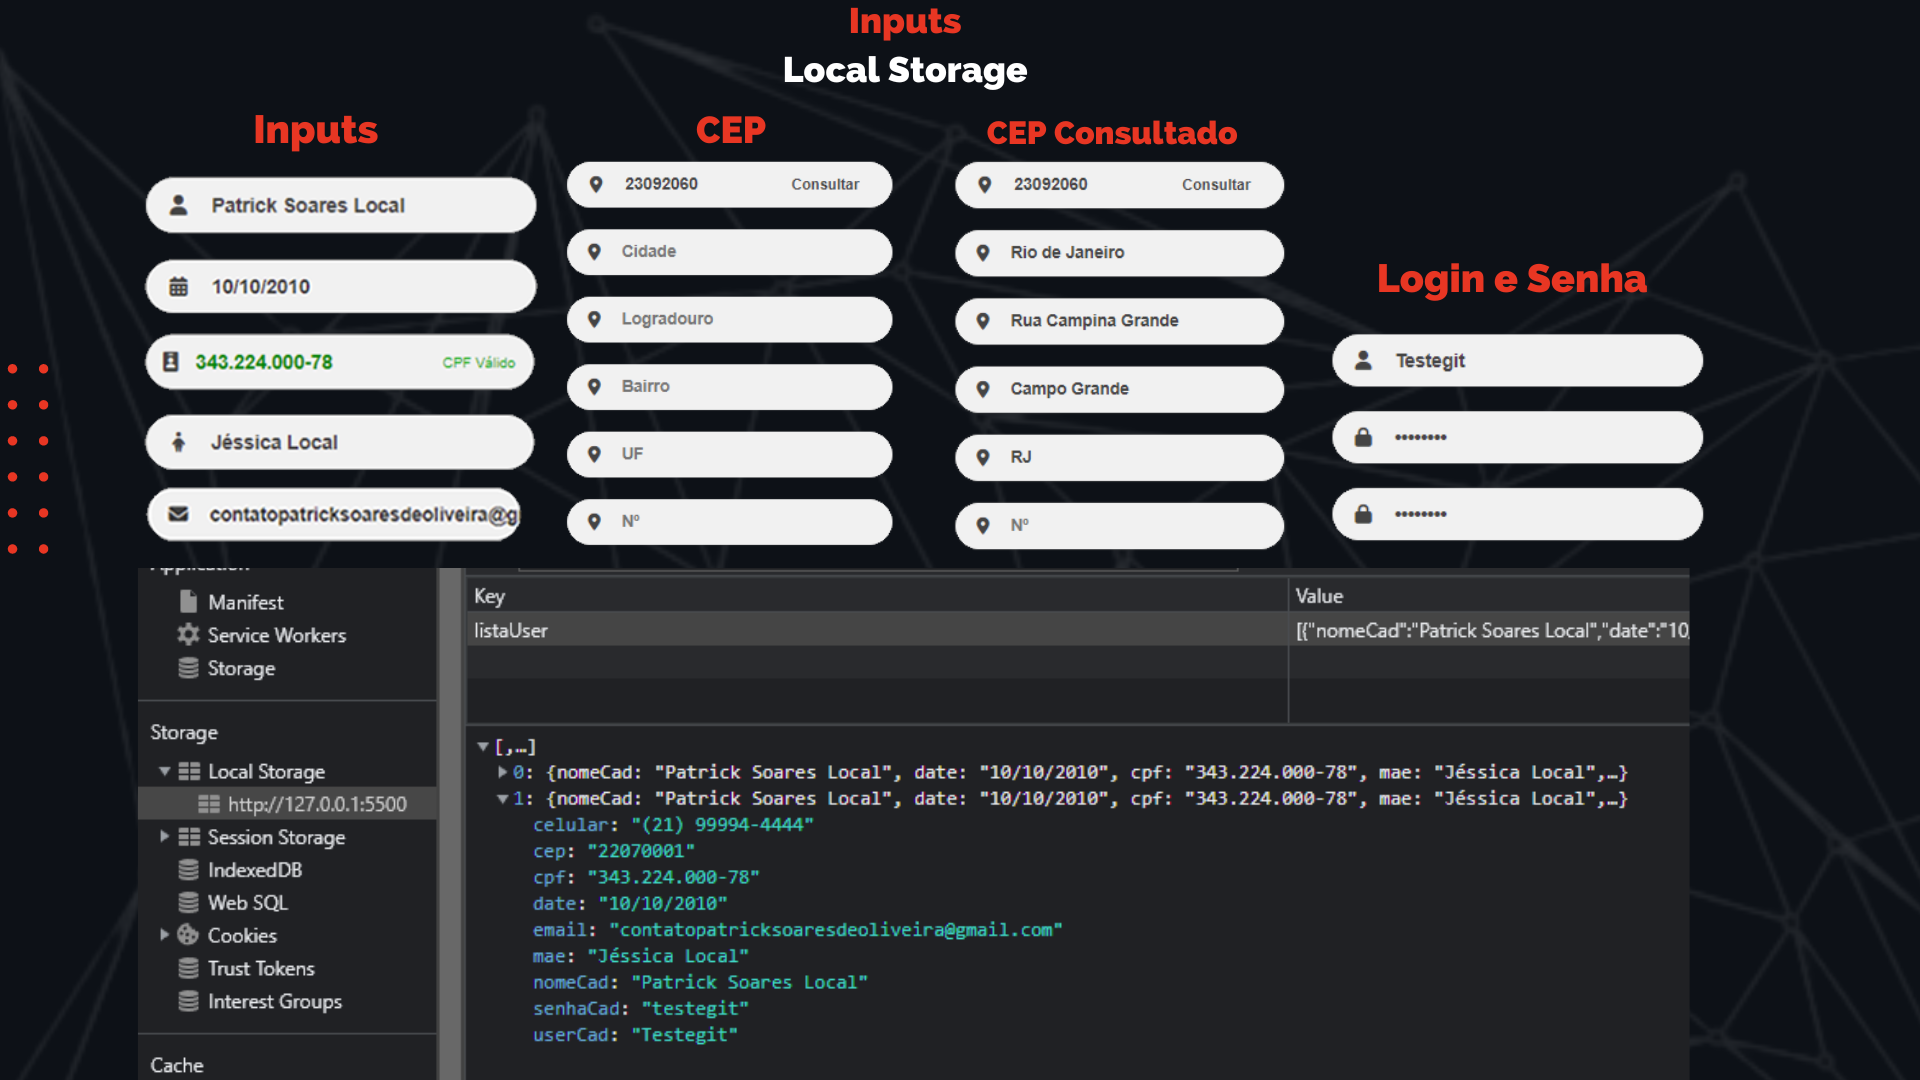 Inputs
Local Storage
Inputs
Patrick Soares Local
10/10/2010
343.224.000-78 CPF Válido
Jéssica Local
contatopatricksoaresdeoliveira@g
CEP
23092060 Consultar
Cidade
Logradouro
Bairro
UF
Nº
CEP Consultado
23092060 Consultar
Rio de Janeiro
Rua Campina Grande
Campo Grande
RJ
Nº
Login e Senha
Testegit
••••••••
••••••••
Application
Manifest
Service Workers
Storage
Storage
Local Storage
http://127.0.0.1:5500
Session Storage
IndexedDB
Web SQL
Cookies
Trust Tokens
Interest Groups
Cache
Key Value
listaUser [{"nomeCad":"Patrick Soares Local","date":"10
[,…]
0: {nomeCad: "Patrick Soares Local", date: "10/10/2010", cpf: "343.224.000-78", mae: "Jéssica Local",…}
1: {nomeCad: "Patrick Soares Local", date: "10/10/2010", cpf: "343.224.000-78", mae: "Jéssica Local",…}
celular: "(21) 99994-4444"
cep: "22070001"
cpf: "343.224.000-78"
date: "10/10/2010"
email: "contatopatricksoaresdeoliveira@gmail.com"
mae: "Jéssica Local"
nomeCad: "Patrick Soares Local"
senhaCad: "testegit"
userCad: "Testegit"